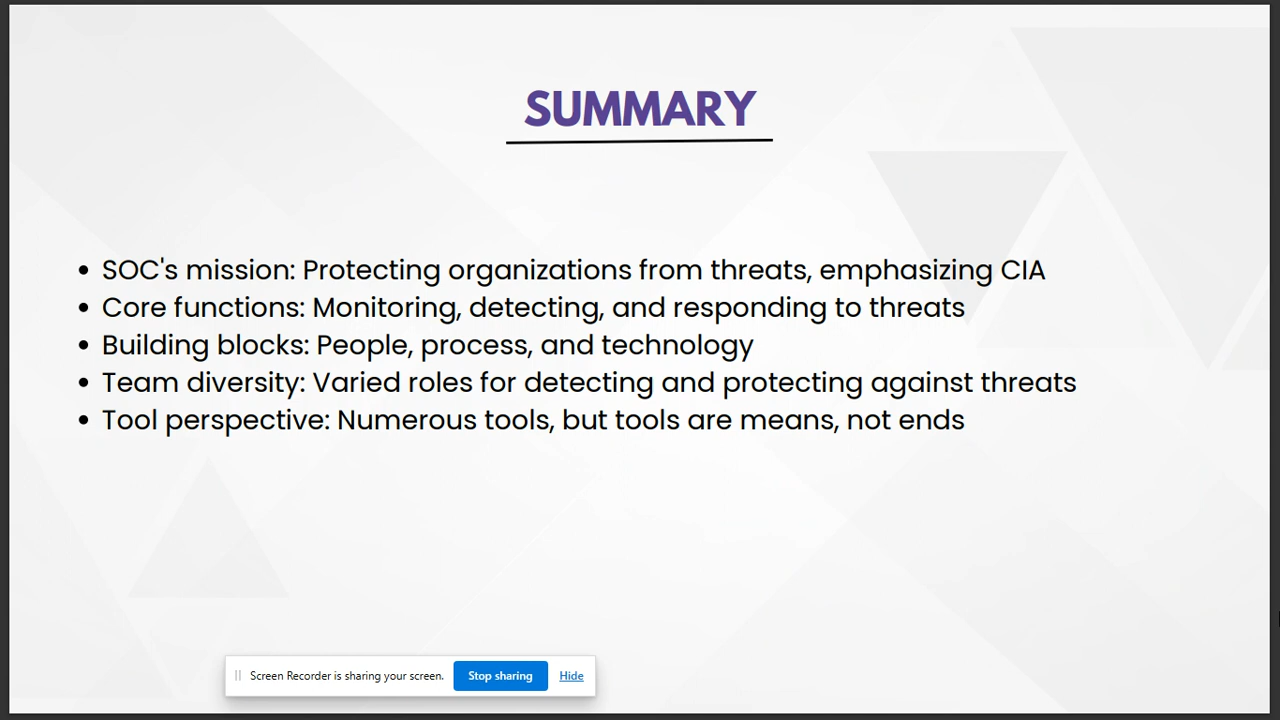 SUMMARY
• SOC's mission: Protecting organizations from threats, emphasizing CIA
• Core functions: Monitoring, detecting, and responding to threats
• Building blocks: People, process, and technology
• Team diversity: Varied roles for detecting and protecting against threats
• Tool perspective: Numerous tools, but tools are means, not ends
Screen Recorder is sharing your screen. Stop sharing Hide